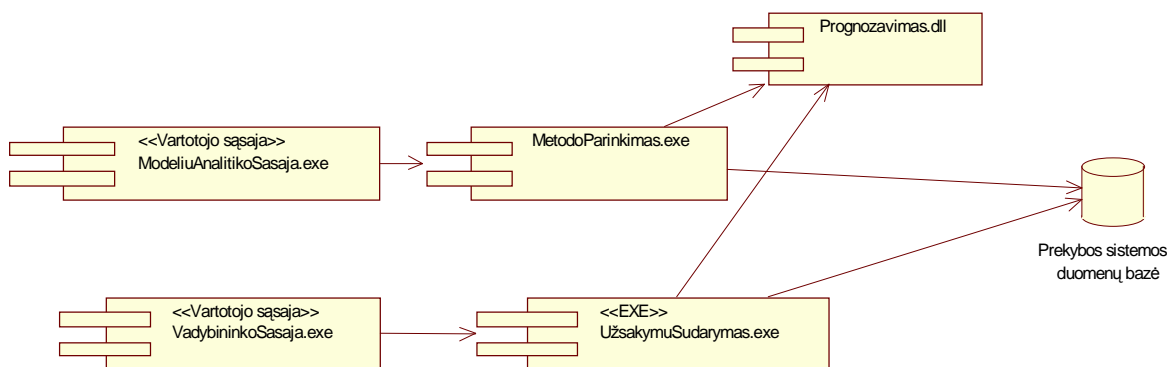 Prognozavimas.dll
<<Vartotojo sąsaja>>
ModeliuAnalitikoSasaja.exe
MetodoParinkimas.exe
Prekybos sistemos
duomenų bazė
<<Vartotojo sąsaja>>
VadybininkoSasaja.exe
<<EXE>>
UžsakymuSudarymas.exe